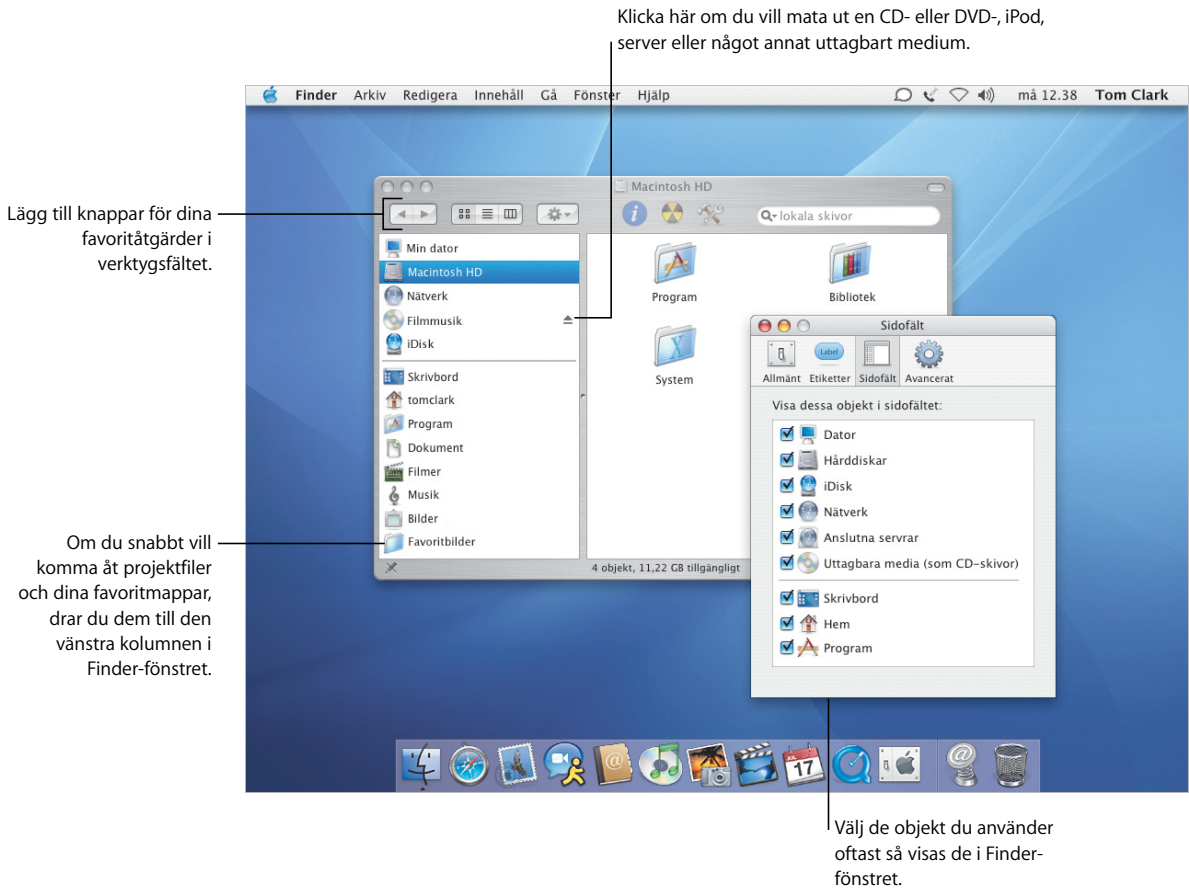 Klicka här om du vill mata ut en CD- eller DVD-, iPod,
server eller något annat uttagbart medium.
Finder Arkiv Redigera Innehåll Gå Fönster Hjälp må 12.38 Tom Clark
Lägg till knappar för dina
favoritåtgärder i
verktygsfältet.
Macintosh HD
lokala skivor
Min dator
Macintosh HD
Nätverk
Filmmusik
iDisk
Skrivbord
tomclark
Program
Dokument
Filmer
Musik
Bilder
Favoritbilder
Program
Bibliotek
System
4 objekt, 11,22 GB tillgängligt
Om du snabbt vill
komma åt projektfiler
och dina favoritmappar,
drar du dem till den
vänstra kolumnen i
Finder-fönstret.
Sidofält
Label
Allmänt Etiketter Sidofält Avancerat
Visa dessa objekt i sidofältet:
Dator
Hårddiskar
iDisk
Nätverk
Anslutna servrar
Uttagbara media (som CD-skivor)
Skrivbord
Hem
Program
17
Välj de objekt du använder
oftast så visas de i Finder-
fönstret.